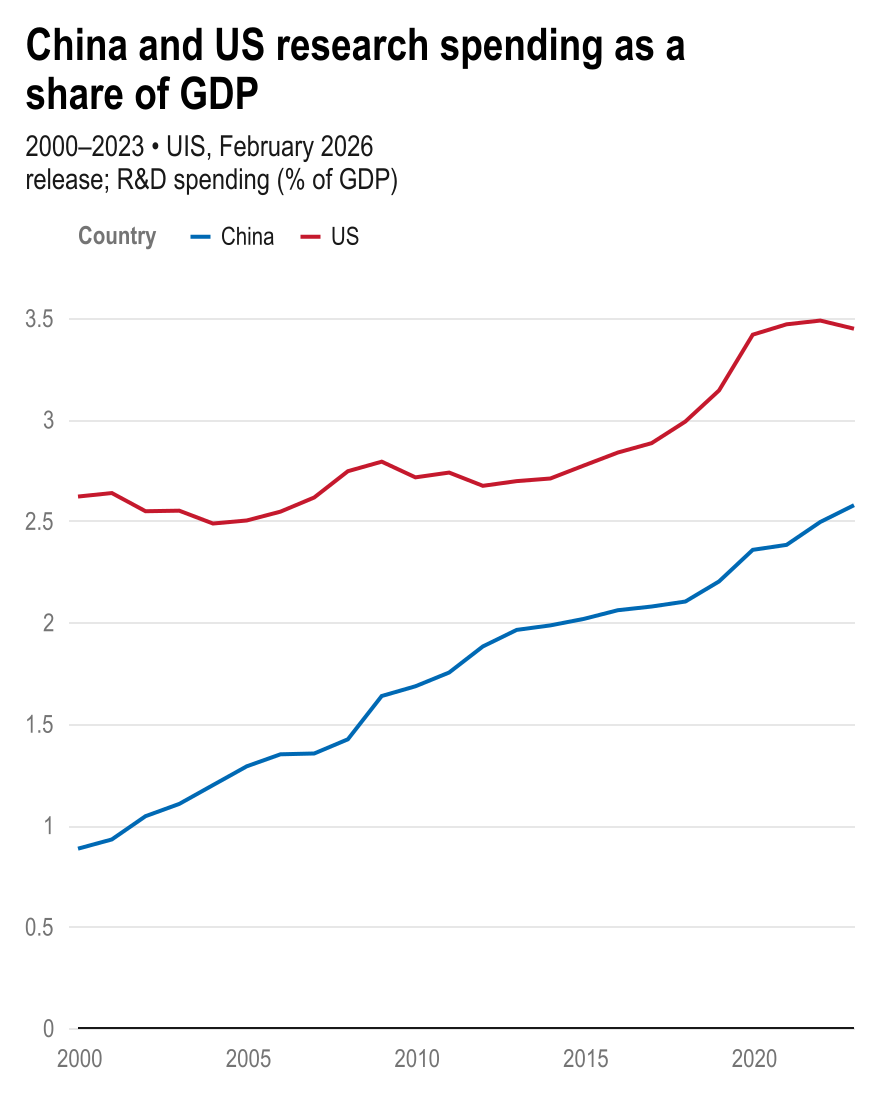 China and US research spending as a
share of GDP
2000–2023 • UIS, February 2026
release; R&D spending (% of GDP)
Country China US
3.5
3
2.5
2
1.5
1
0.5
0
2000 2005 2010 2015 2020